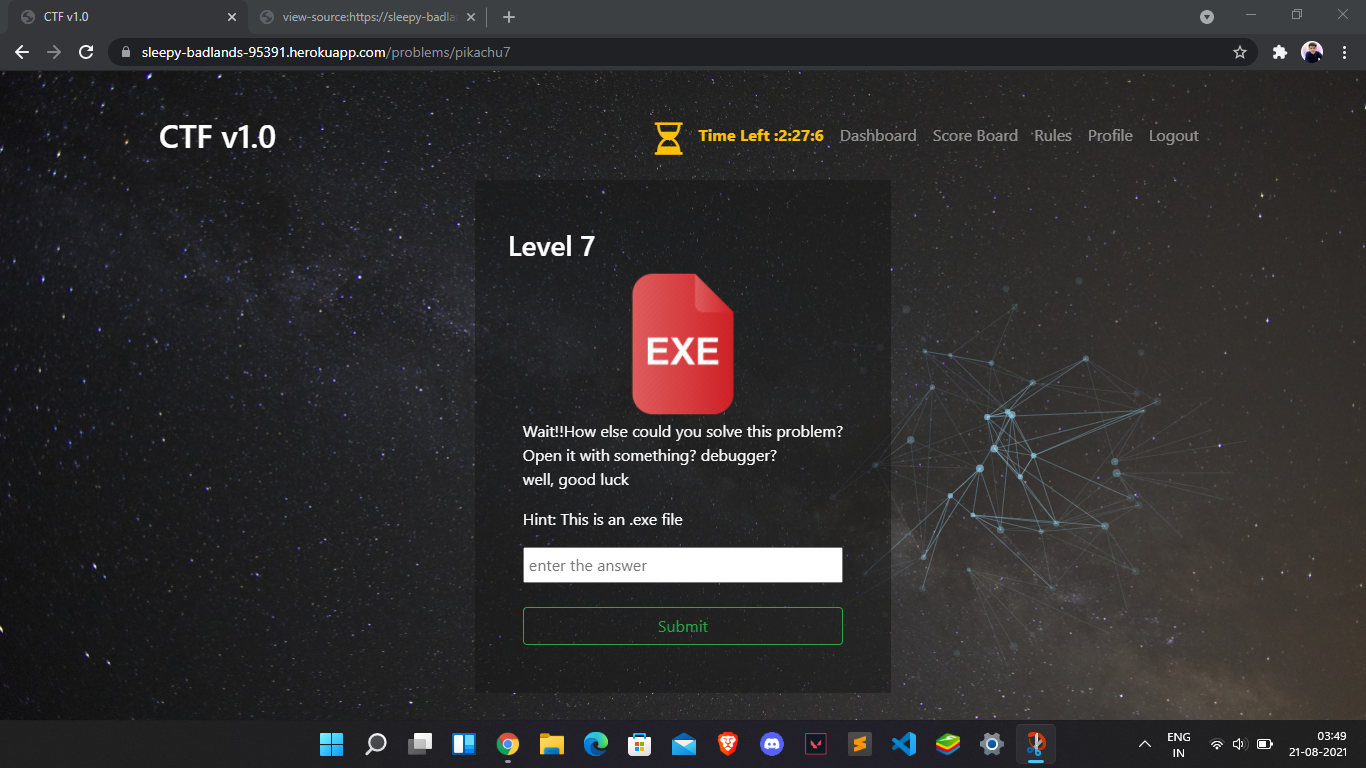 CTF v1.0
view-source:https://sleepy-badla
sleepy-badlands-95391.herokuapp.com/problems/pikachu7
CTF v1.0
Time Left :2:27:6 Dashboard Score Board Rules Profile Logout
Level 7
EXE
Wait!!How else could you solve this problem?
Open it with something? debugger?
well, good luck
Hint: This is an .exe file
enter the answer
Submit
ENG
IN
03:49
21-08-2021